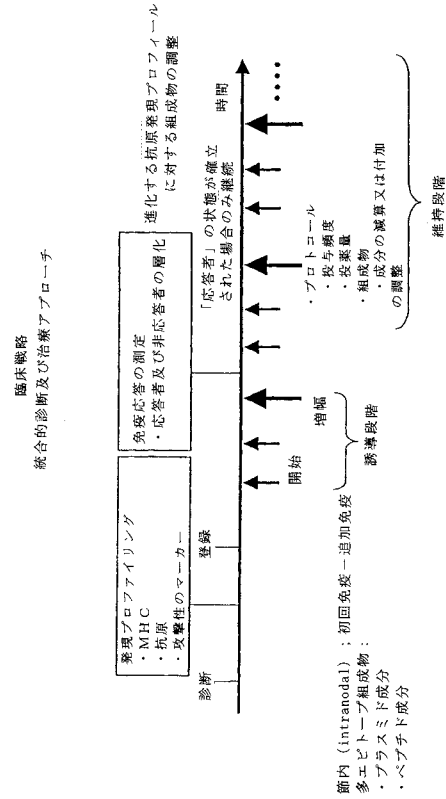 臨床戦略
統合的診断及び治療アプローチ
発現プロファイリング
・MHC
・抗原
・攻撃性のマーカー
免疫応答の測定
・応答者及び非応答者の層化
進化する抗原発現プロフィール
に対する組成物の調整
「応答者」の状態が確立
された場合のみ継続
診断
登録
時間
開始
増幅
誘導段階
・プロトコール
・投与頻度
・投薬量
・組成物
・成分の減算又は付加
の調整
維持段階
節内 (intranodal) ; 初回免疫－追加免疫
多エピトープ組成物:
・プラスミド成分
・ペプチド成分